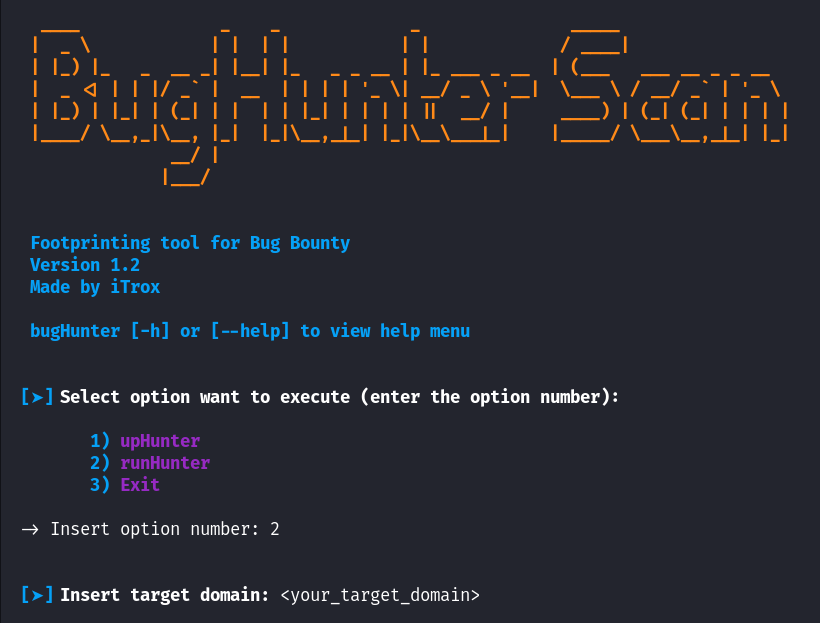 BugHunter Scan
Footprinting tool for Bug Bounty
Version 1.2
Made by iTrox
bugHunter [-h] or [--help] to view help menu
[➤] Select option want to execute (enter the option number):
1) upHunter
2) runHunter
3) Exit
→ Insert option number: 2
[➤] Insert target domain: <your_target_domain>